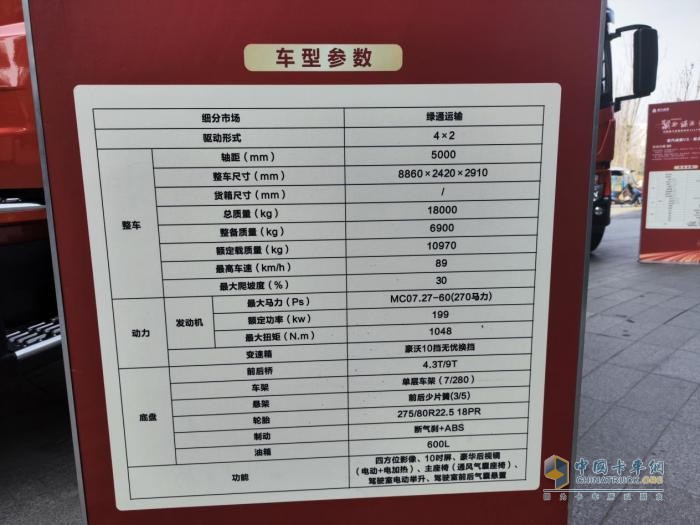 车型参数
细分市场 绿通运输
驱动形式 4×2
整车
轴距（mm） 5000
整车尺寸（mm） 8860×2420×2910
货箱尺寸（mm） /
总质量（kg） 18000
整备质量（kg） 6900
额定载质量（kg） 10970
最高车速（km/h） 89
最大爬坡度（%） 30
动力
发动机
最大马力（Ps） MC07.27-60(270马力)
额定功率（kw） 199
最大扭矩（N.m） 1048
变速箱 豪沃10挡无忧换挡
底盘
前后桥 4.3T/9T
车架 单层车架（7/280）
悬架 前后少片簧(3/5)
轮胎 275/80R22.5 18PR
制动 断气刹+ABS
油箱 600L
功能
四方位影像、10吋屏、豪华后视镜
（电动+电加热）、主座椅（通风气囊座椅）、
驾驶室电动举升、驾驶室前后气囊悬置
中国卡车网
CHINATRUCK.ORG